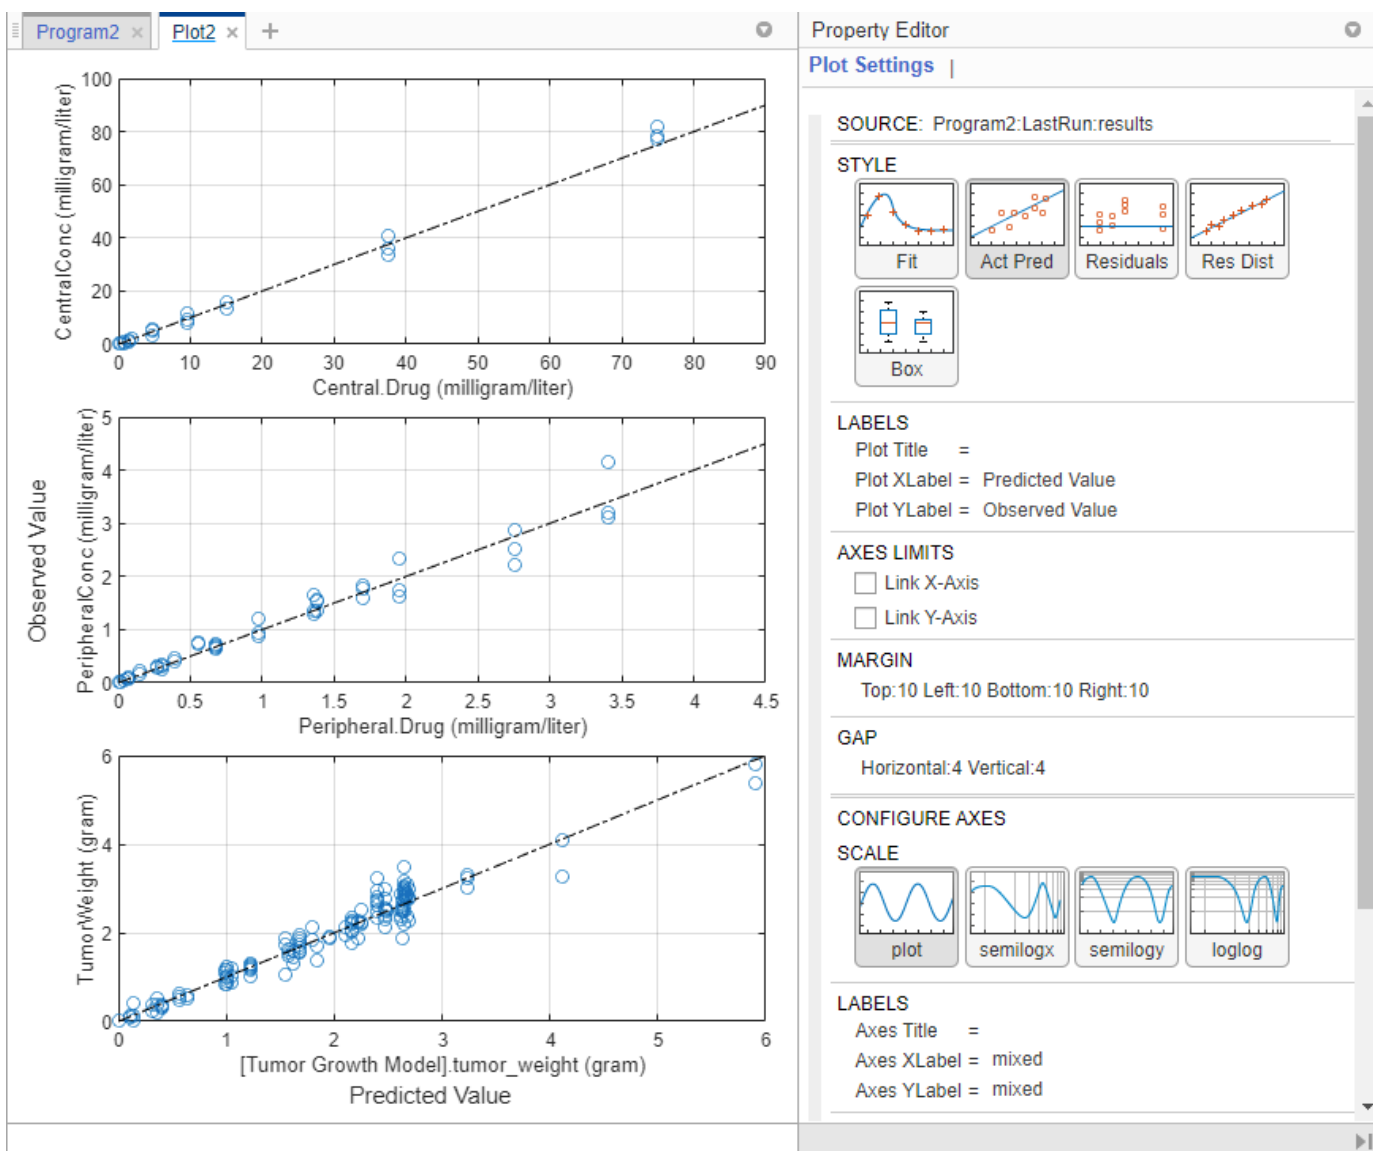 Program2 × Plot2 × +
100
80
60
40
20
0
0 10 20 30 40 50 60 70 80 90
CentralConc (milligram/liter)
Central.Drug (milligram/liter)
5
4
3
2
1
0
0 0.5 1 1.5 2 2.5 3 3.5 4 4.5
Observed Value
PeripheralConc (milligram/liter)
Peripheral.Drug (milligram/liter)
6
4
2
0
0 1 2 3 4 5 6
TumorWeight (gram)
[Tumor Growth Model].tumor_weight (gram)
Predicted Value
Property Editor
Plot Settings |
SOURCE: Program2:LastRun:results
STYLE
Fit Act Pred Residuals Res Dist
Box
LABELS
Plot Title =
Plot XLabel = Predicted Value
Plot YLabel = Observed Value
AXES LIMITS
Link X-Axis
Link Y-Axis
MARGIN
Top:10 Left:10 Bottom:10 Right:10
GAP
Horizontal:4 Vertical:4
CONFIGURE AXES
SCALE
plot semilogx semilogy loglog
LABELS
Axes Title =
Axes XLabel = mixed
Axes YLabel = mixed